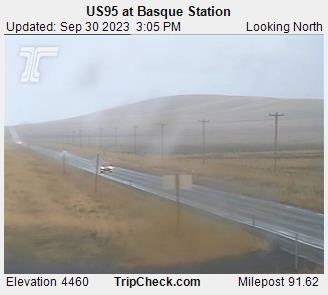 US95 at Basque Station
Updated: Sep 30 2023 3:05 PM Looking North
Elevation 4460 TripCheck.com Milepost 91.62